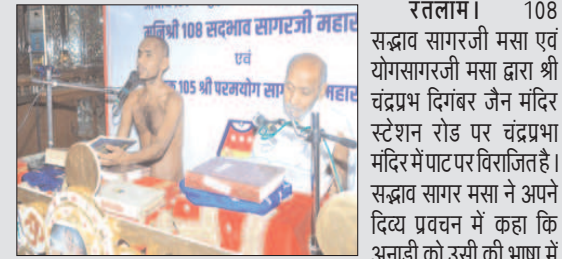 मुनिश्री 108 सद्भाव सागरजी महार
एवं
105 श्री परमयोग साग महार
रतलाम। 108
सद्भाव सागरजी मसा एवं
योगसागरजी मसा द्वारा श्री
चंद्रप्रभ दिगंबर जैन मंदिर
स्टेशन रोड पर चंद्रप्रभा
मंदिर में पाट पर विराजित है।
सद्भाव सागर मसा ने अपने
दिव्य प्रवचन में कहा कि
अनाड़ी को उसी की भाषा में